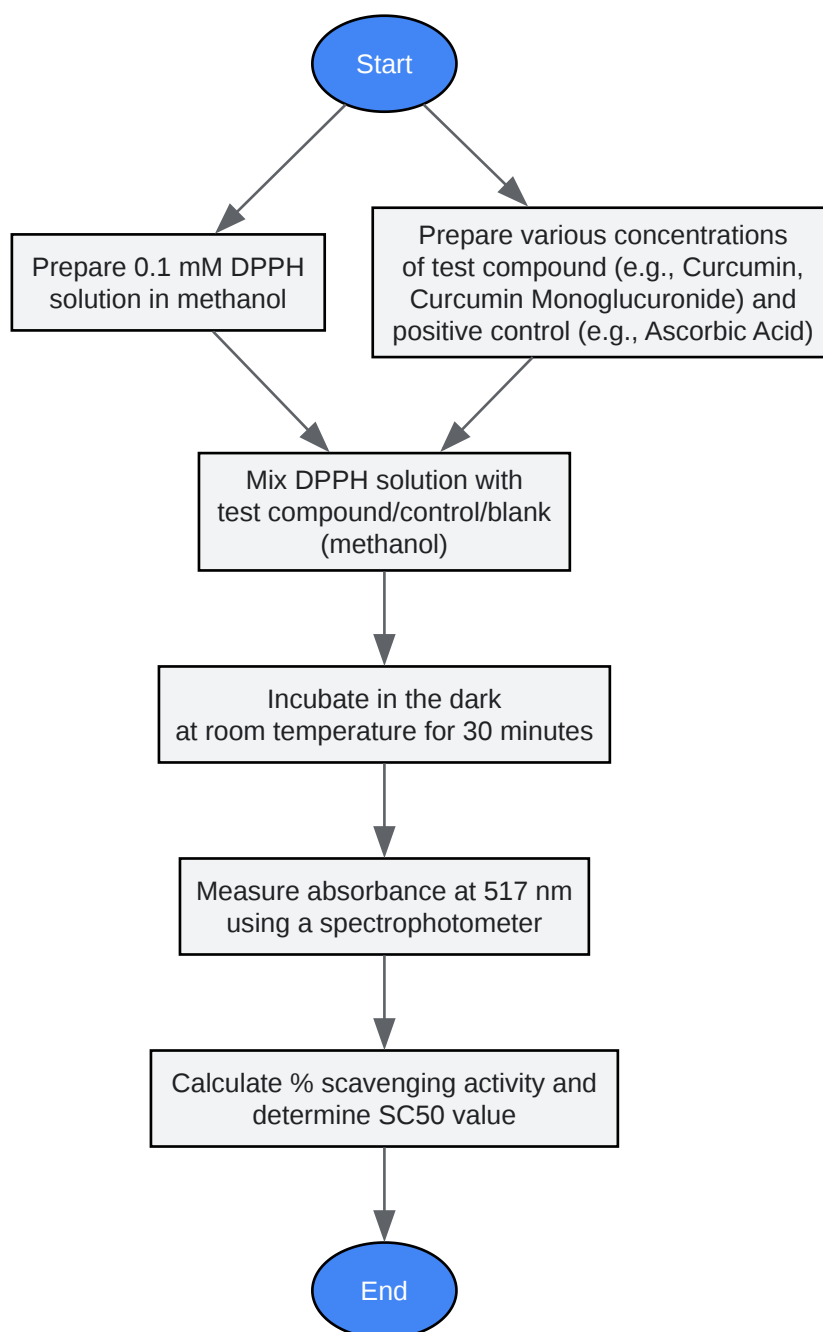 Start
Prepare 0.1 mM DPPH
solution in methanol
Prepare various concentrations
of test compound (e.g., Curcumin,
Curcumin Monoglucuronide) and
positive control (e.g., Ascorbic Acid)
Mix DPPH solution with
test compound/control/blank
(methanol)
Incubate in the dark
at room temperature for 30 minutes
Measure absorbance at 517 nm
using a spectrophotometer
Calculate % scavenging activity and
determine SC50 value
End